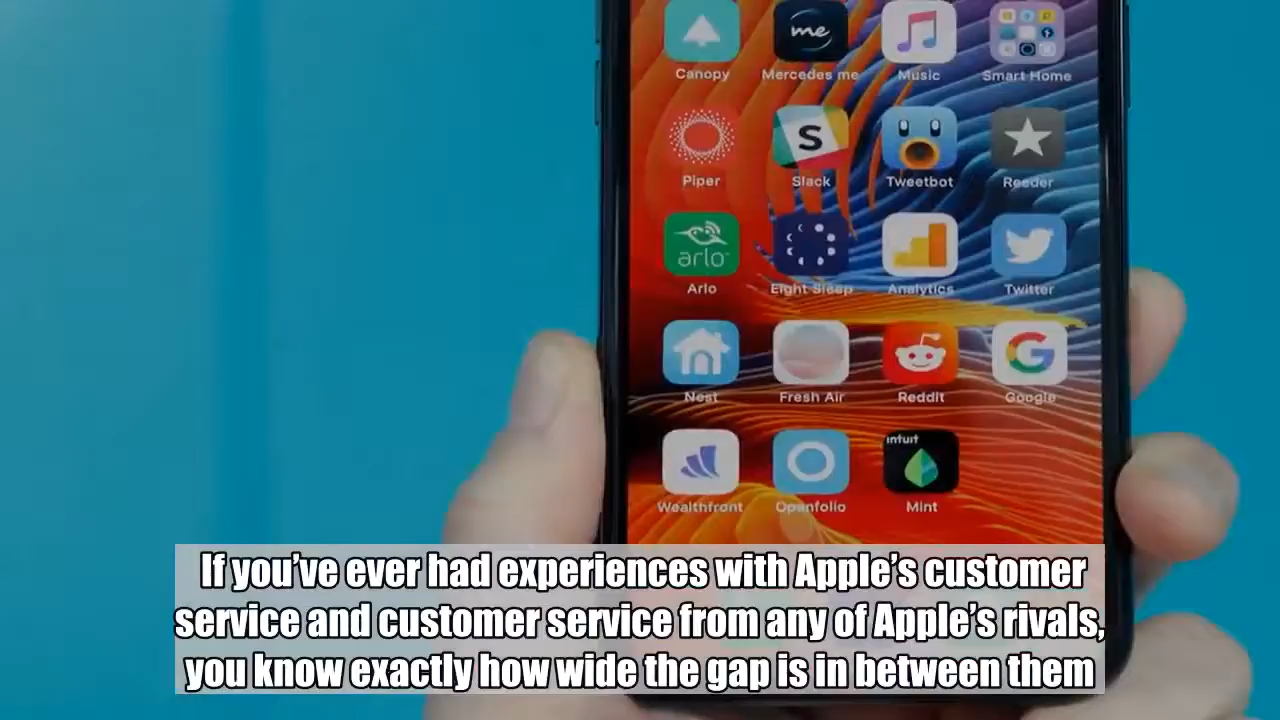 me
Canopy Mercedes me Music Smart Home
S
Piper Slack Tweetbot Reeder
arlo
Arlo Eight Sleep Analytics Twitter
G
Nest Fresh Air Reddit Google
intuit
Wealthfront Openfolio Mint
If you've ever had experiences with Apple's customer
service and customer service from any of Apple's rivals,
you know exactly how wide the gap is in between them